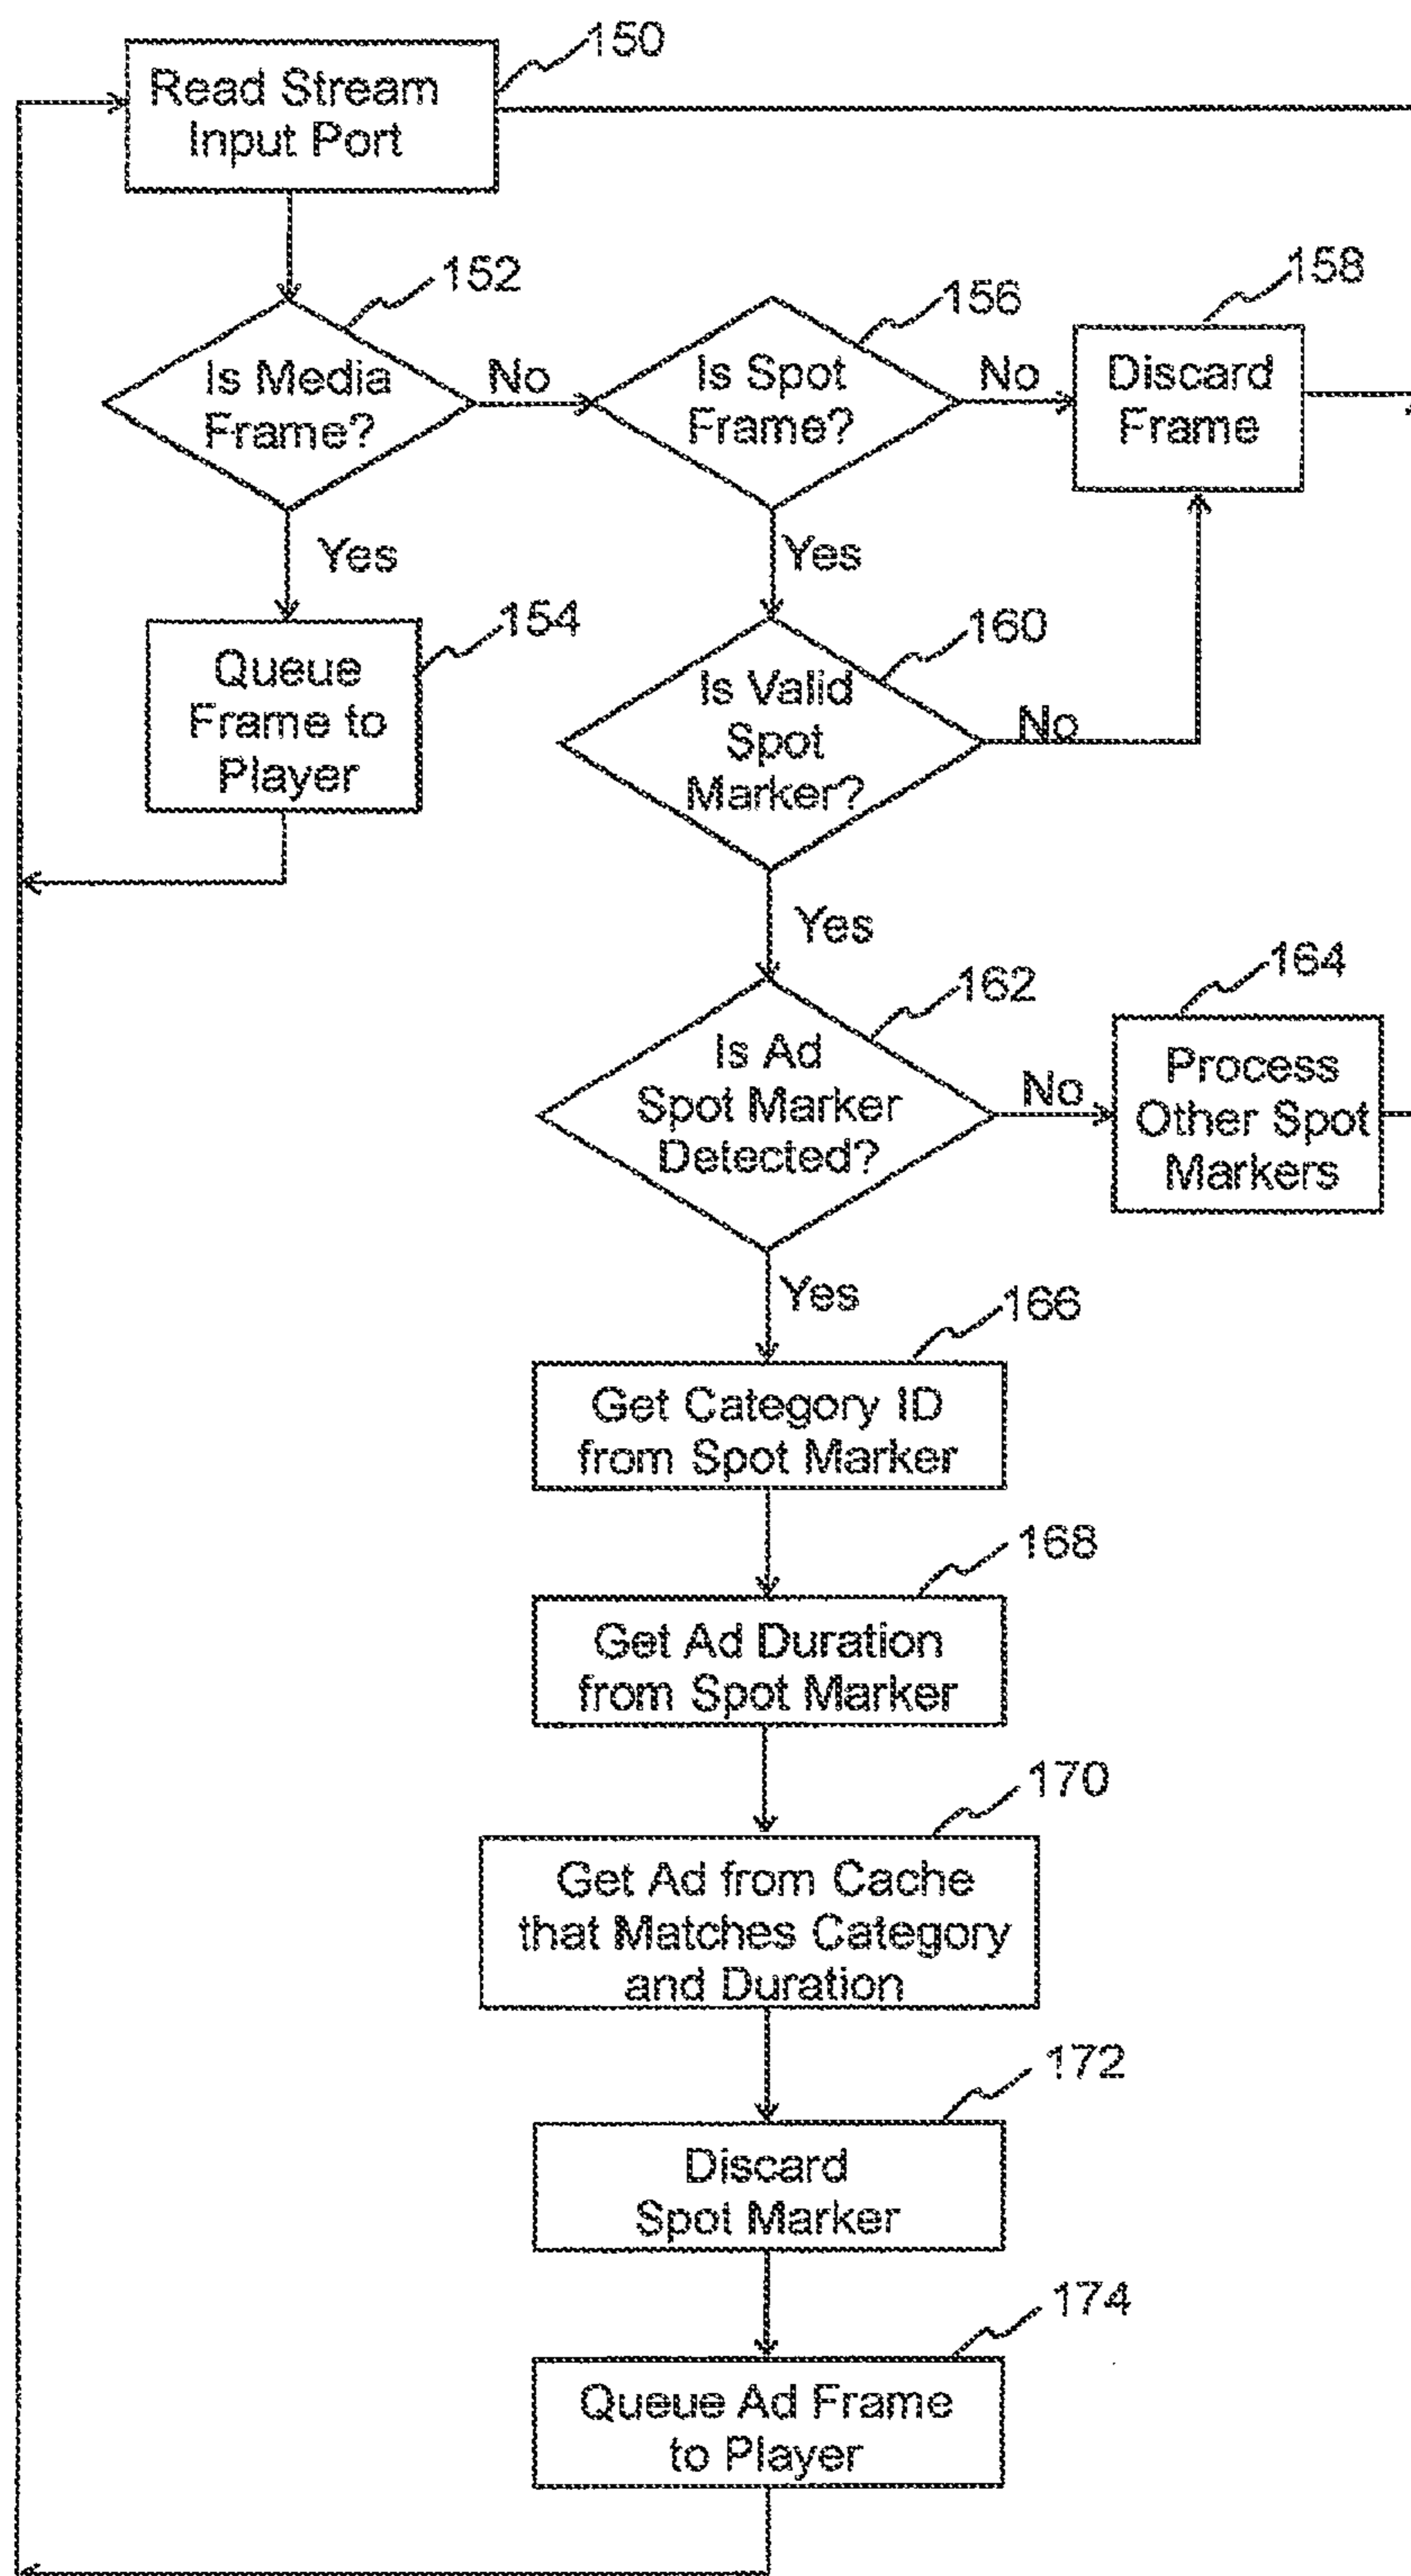 150
Read Stream
Input Port
152
Is Media
Frame?
No
156
Is Spot
Frame?
No
158
Discard
Frame
Yes
Yes
154
Queue
Frame to
Player
160
Is Valid
Spot
Marker?
No
Yes
162
Is Ad
Spot Marker
Detected?
No
164
Process
Other Spot
Markers
Yes
166
Get Category ID
from Spot Marker
168
Get Ad Duration
from Spot Marker
170
Get Ad from Cache
that Matches Category
and Duration
172
Discard
Spot Marker
174
Queue Ad Frame
to Player